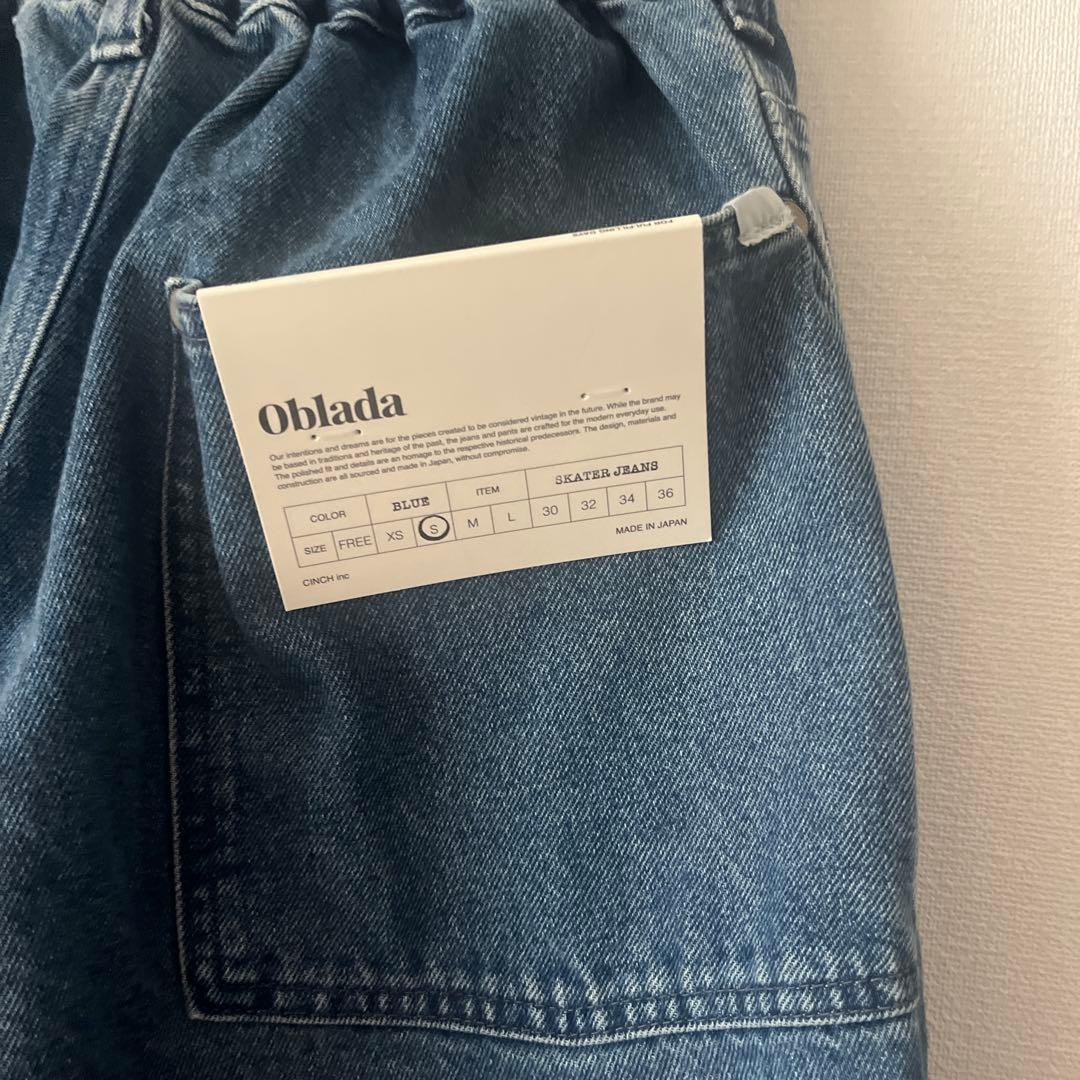 FOR FULFILLING DAYS
Oblada
Our intentions and dreams are for the pieces created to be considered vintage in the future. While the brand may
be based in traditions and heritage of the past, the jeans and pants are crafted for the modern everyday use.
The polished fit and details are an homage to the respective historical predecessors. The design, materials and
construction are all sourced and made in Japan, without compromise.
COLOR BLUE ITEM SKATER JEANS
SIZE FREE XS S M L 30 32 34 36
CINCH inc MADE IN JAPAN